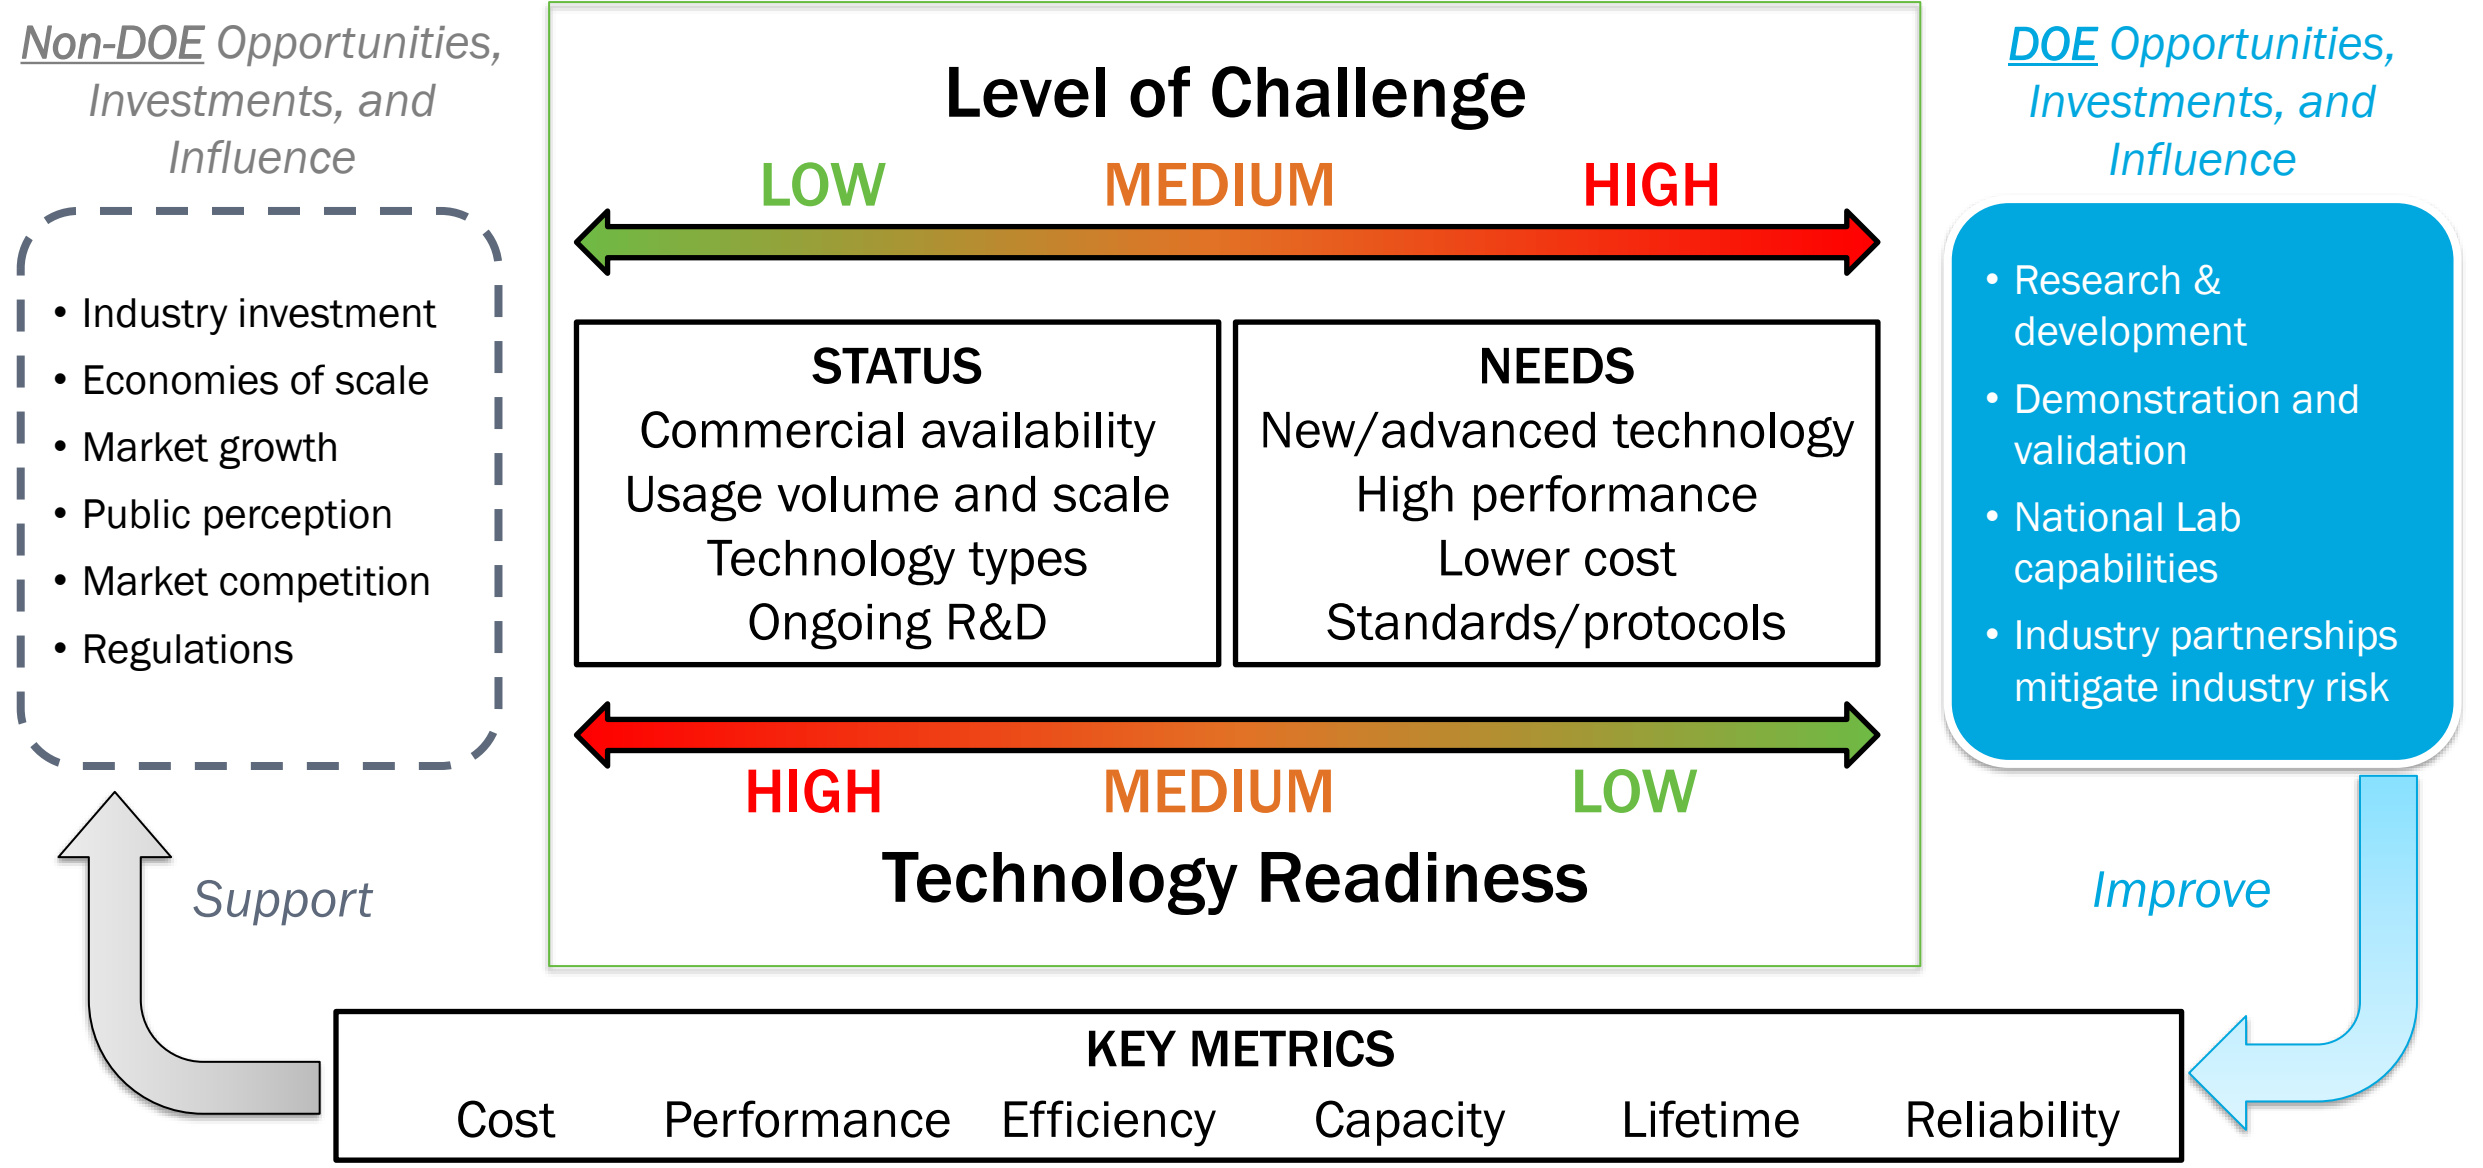 Non-DOE Opportunities,
Investments, and
Influence
• Industry investment
• Economies of scale
• Market growth
• Public perception
• Market competition
• Regulations
Support
Level of Challenge
LOW MEDIUM HIGH
STATUS
Commercial availability
Usage volume and scale
Technology types
Ongoing R&D
NEEDS
New/advanced technology
High performance
Lower cost
Standards/protocols
HIGH MEDIUM LOW
Technology Readiness
DOE Opportunities,
Investments, and
Influence
• Research &
development
• Demonstration and
validation
• National Lab
capabilities
• Industry partnerships
mitigate industry risk
Improve
KEY METRICS
Cost Performance Efficiency Capacity Lifetime Reliability